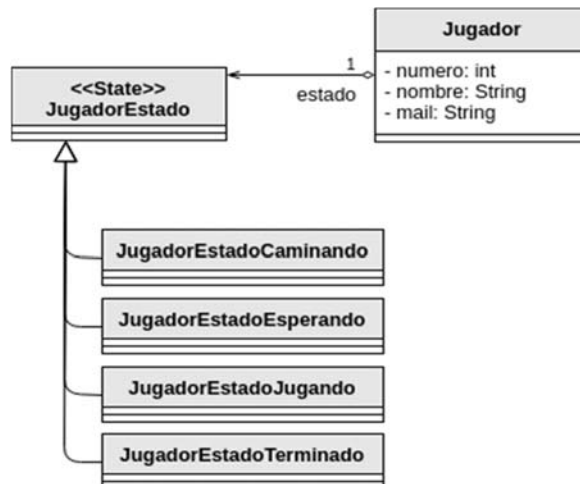 Jugador
- numero: int
- nombre: String
- mail: String
1
estado
<<State>>
JugadorEstado
JugadorEstadoCaminando
JugadorEstadoEsperando
JugadorEstadoJugando
JugadorEstadoTerminado